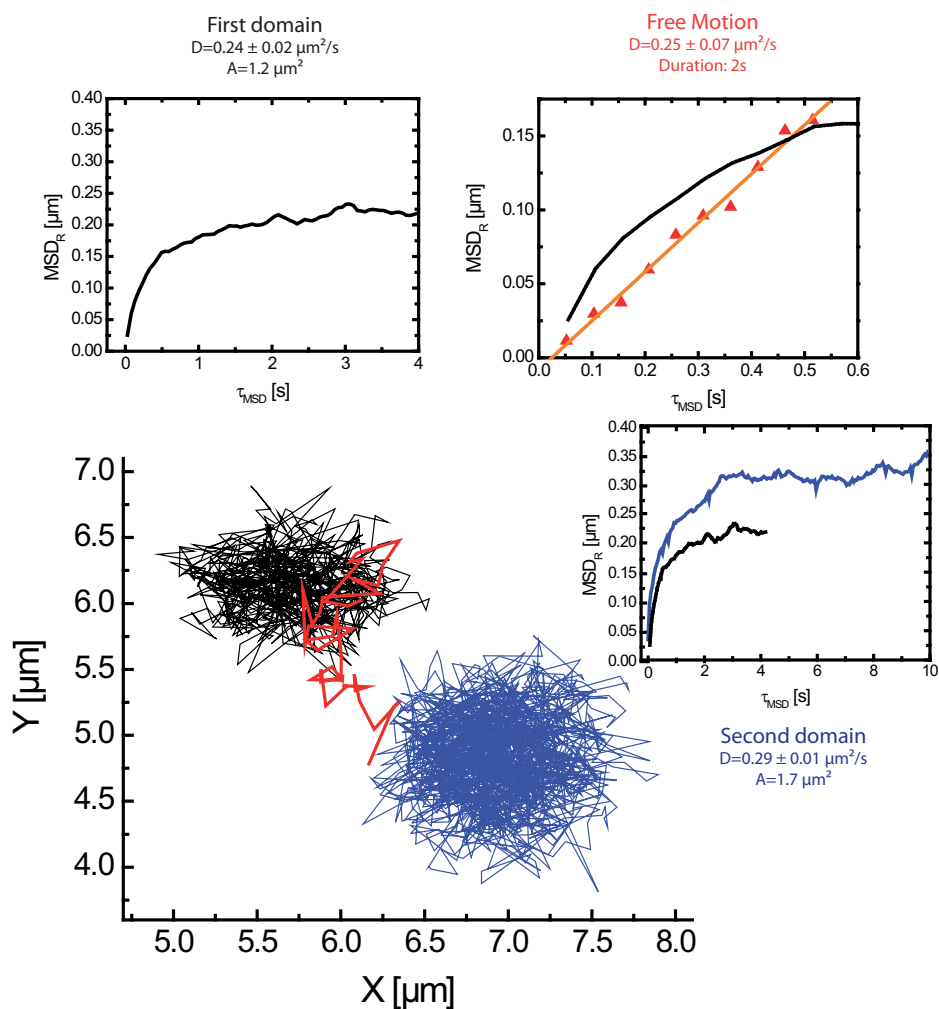 First domain
D=0.24 ± 0.02 µm²/s
A=1.2 µm²
0.40
0.35
0.30
0.25
0.20
0.15
0.10
0.05
0.00
MSD_R [µm]
0 1 2 3 4
τ_MSD [s]
Free Motion
D=0.25 ± 0.07 µm²/s
Duration: 2s
0.15
0.10
0.05
0.00
MSD_R [µm]
0.0 0.1 0.2 0.3 0.4 0.5 0.6
τ_MSD [s]
0.40
0.35
0.30
0.25
0.20
0.15
0.10
0.05
0.00
MSD_R [µm]
0 2 4 6 8 10
τ_MSD [s]
Second domain
D=0.29 ± 0.01 µm²/s
A=1.7 µm²
7.0
6.5
6.0
5.5
5.0
4.5
4.0
Y [µm]
5.0 5.5 6.0 6.5 7.0 7.5 8.0
X [µm]